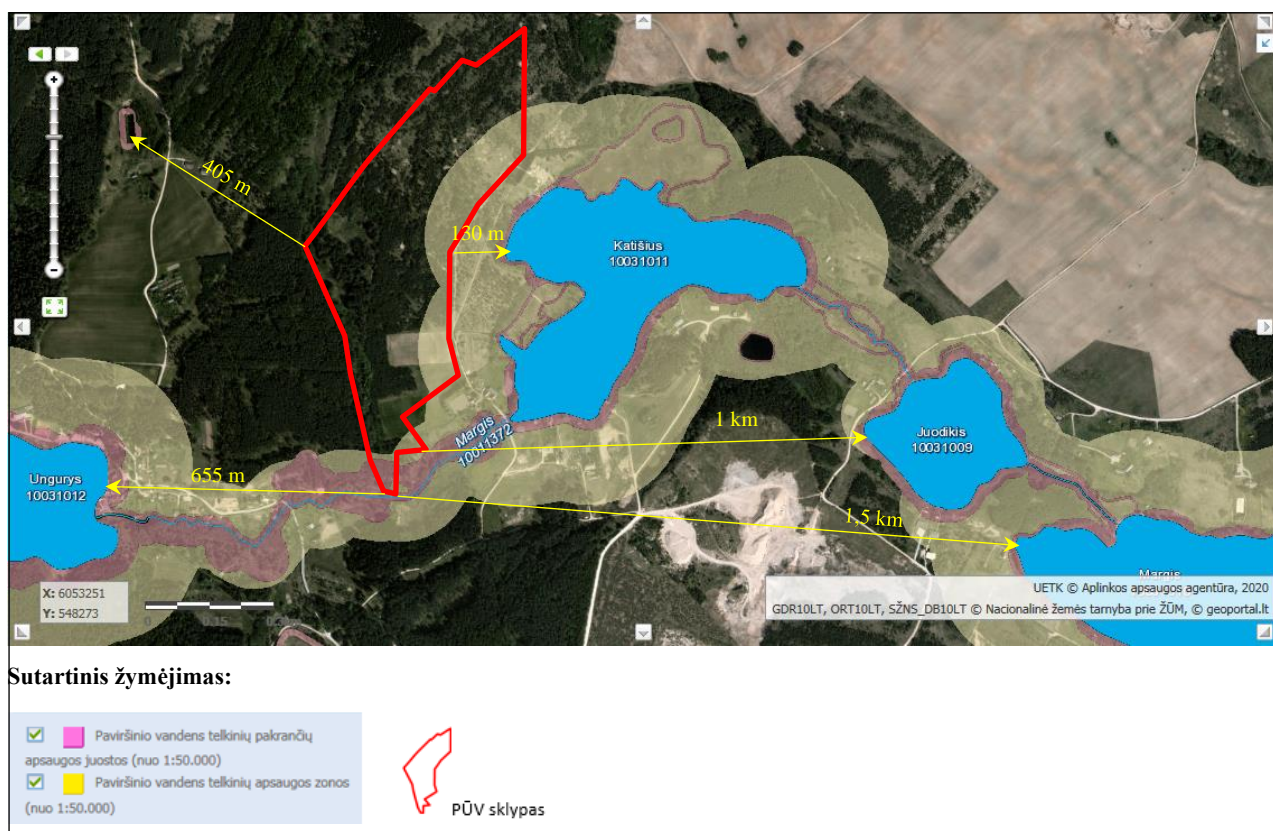 405 m
130 m
Katišius
10031011
Margis
10011372
1 km
Juodikis
10031009
Ungurys
10031012
655 m
1,5 km
Margis
X: 6053251
Y: 548273
0 0.15
UETK © Aplinkos apsaugos agentūra, 2020
GDR10LT, ORT10LT, SŽNS_DB10LT © Nacionalinė žemės tarnyba prie ŽŪM, © geoportal.lt
Sutartinis žymėjimas:
Paviršinio vandens telkinių pakrančių
apsaugos juostos (nuo 1:50.000)
Paviršinio vandens telkinių apsaugos zonos
(nuo 1:50.000)
PŪV sklypas